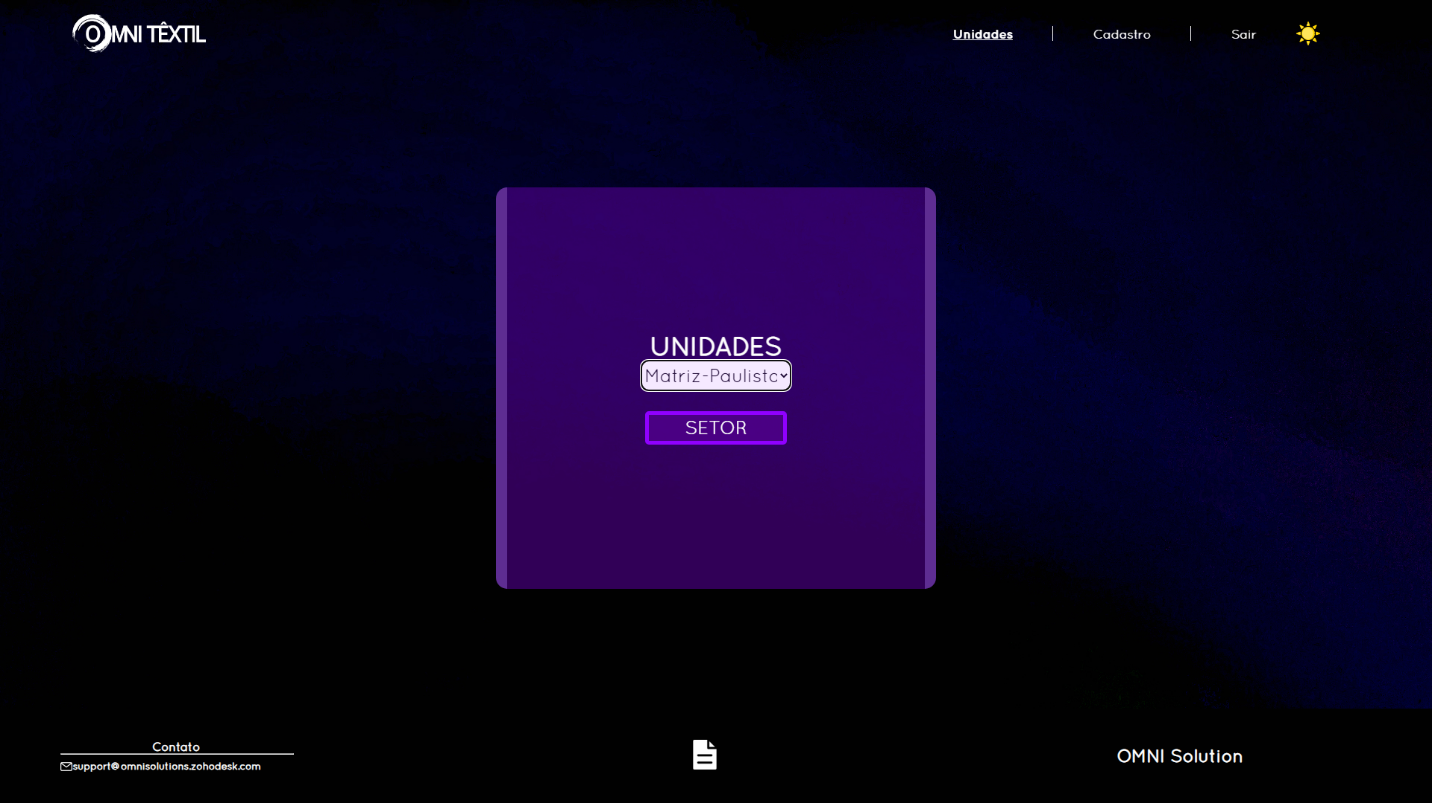 OMNI TÊXTIL
Unidades
Cadastro
Sair
UNIDADES
Matriz-Paulista
SETOR
Contato
support@omnisolutions.zohodesk.com
OMNI Solution